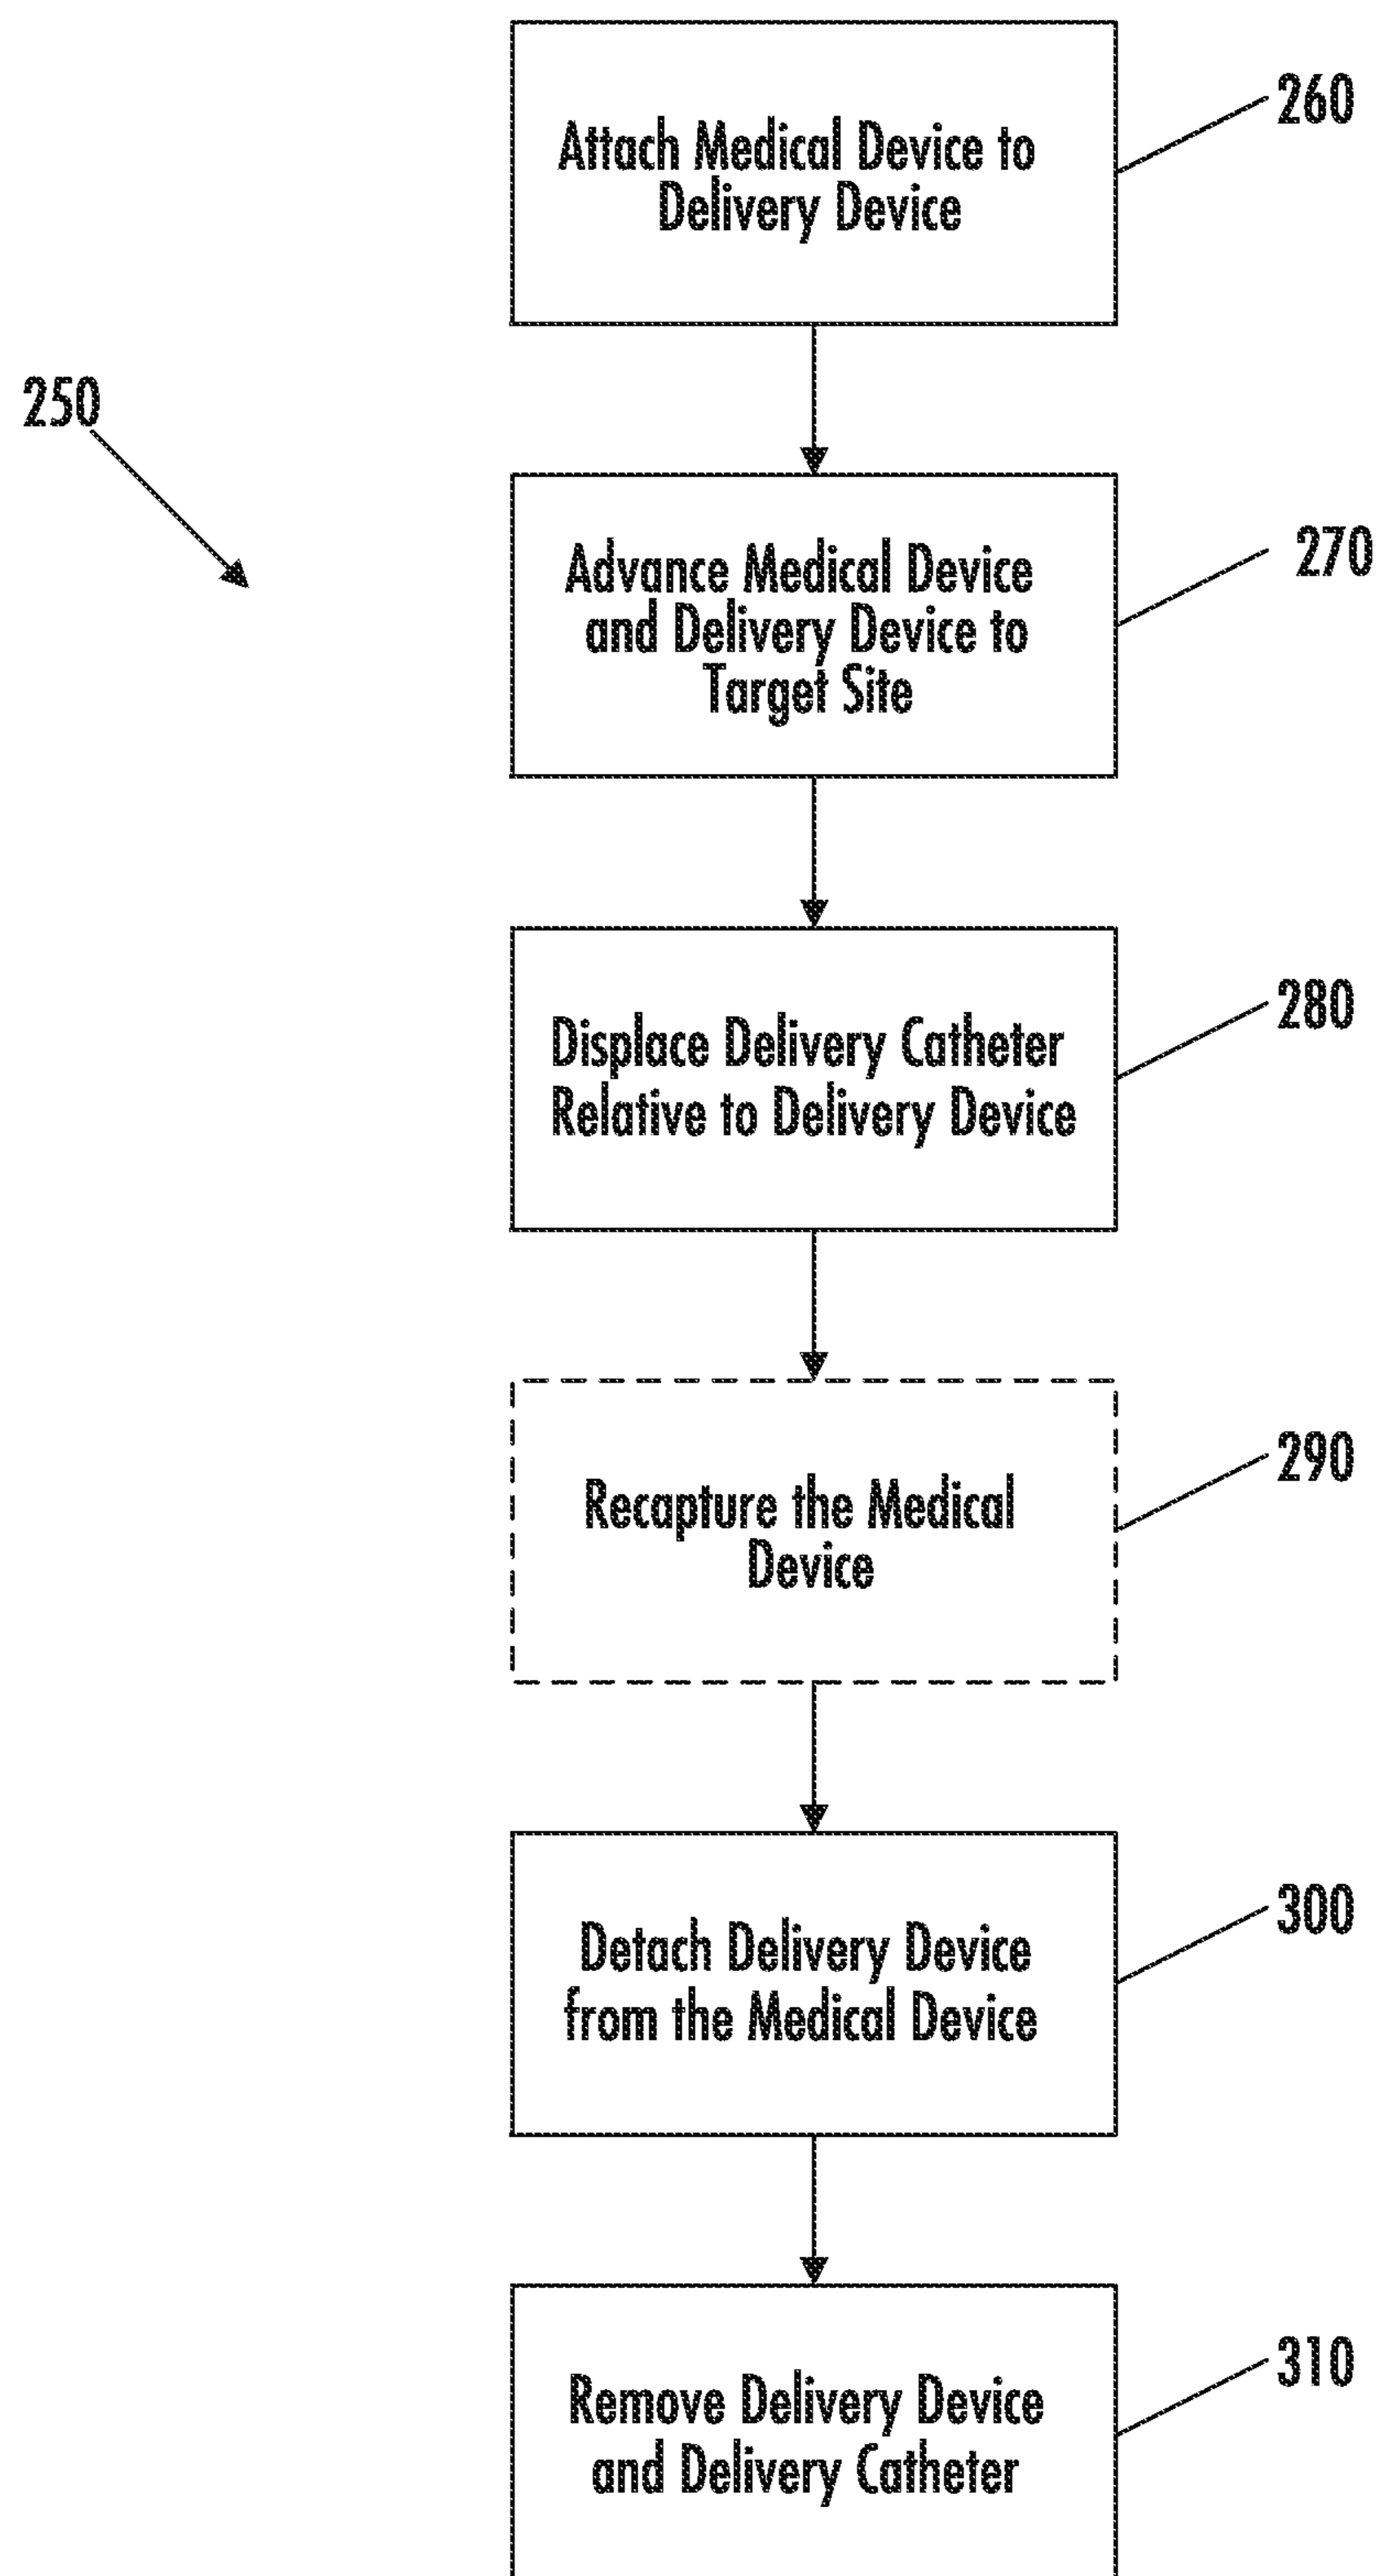 Attach Medical Device to
Delivery Device
260
250
Advance Medical Device
and Delivery Device to
Target Site
270
Displace Delivery Catheter
Relative to Delivery Device
280
Recapture the Medical
Device
290
Detach Delivery Device
from the Medical Device
300
Remove Delivery Device
and Delivery Catheter
310